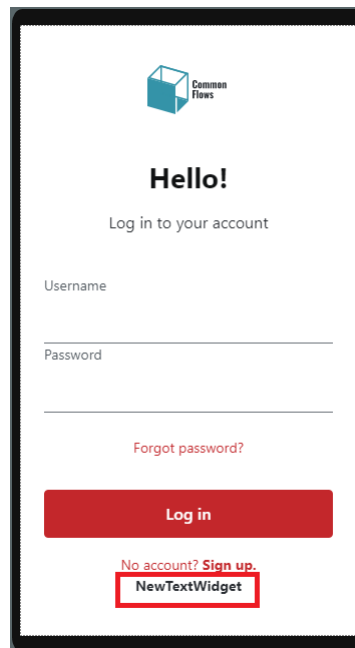 Common
Flows
Hello!
Log in to your account
Username
Password
Forgot password?
Log in
No account? Sign up.
NewTextWidget